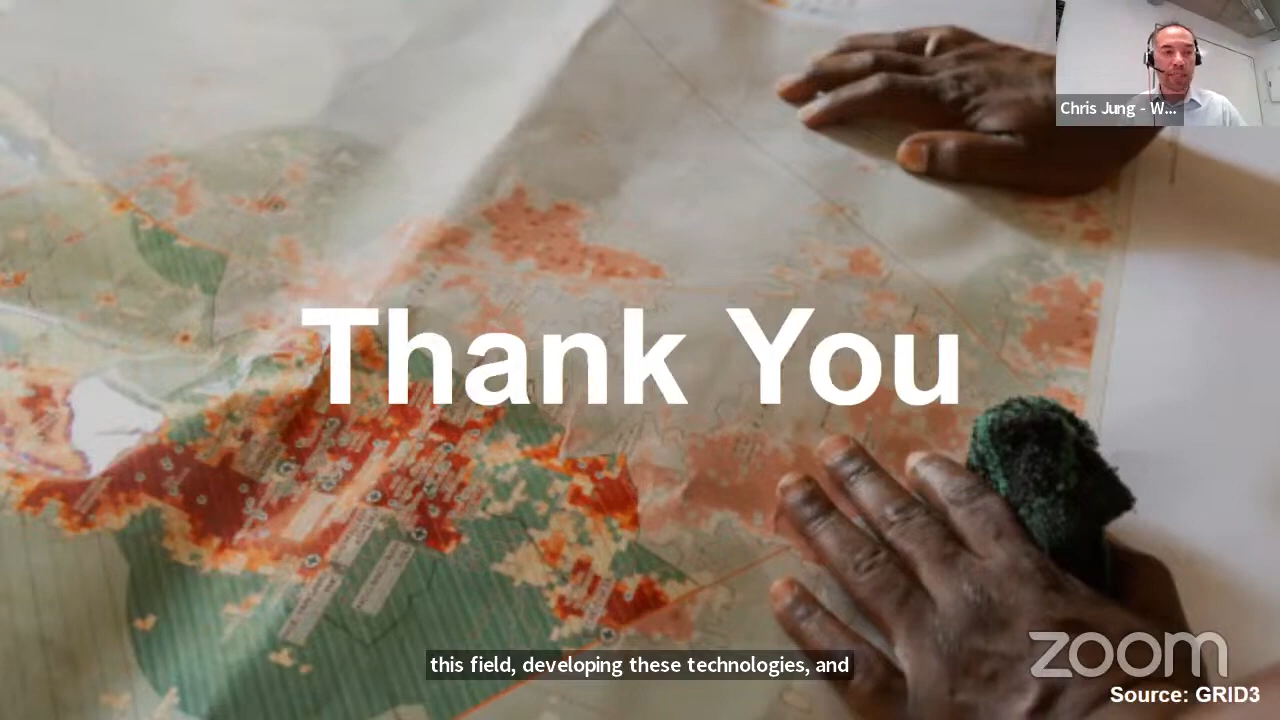 Chris Jung - W...
Thank You
this field, developing these technologies, and
zoom
Source: GRID3